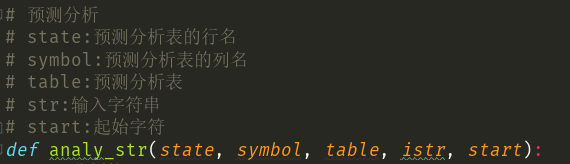 # 预测分析
# state:预测分析表的行名
# symbol:预测分析表的列名
# table:预测分析表
# str:输入字符串
# start:起始字符
def analy_str(state, symbol, table, istr, start):